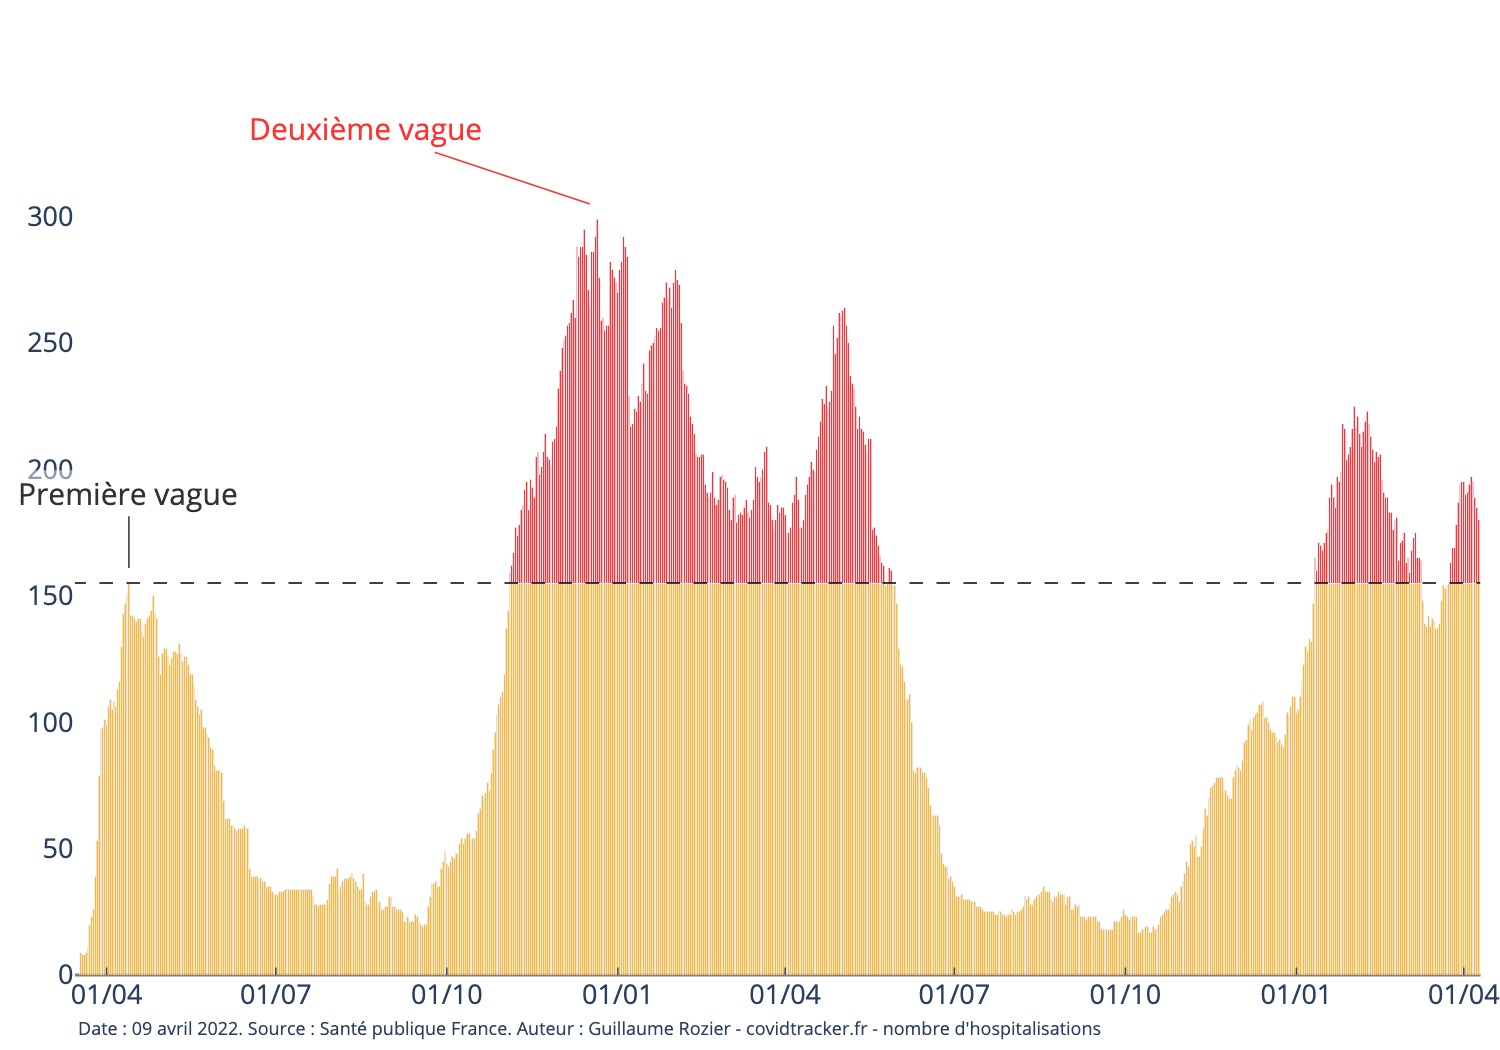 Deuxième vague
300
250
200
Première vague
150
100
50
0
01/04 01/07 01/10 01/01 01/04 01/07 01/10 01/01 01/04
Date : 09 avril 2022. Source : Santé publique France. Auteur : Guillaume Rozier - covidtracker.fr - nombre d'hospitalisations